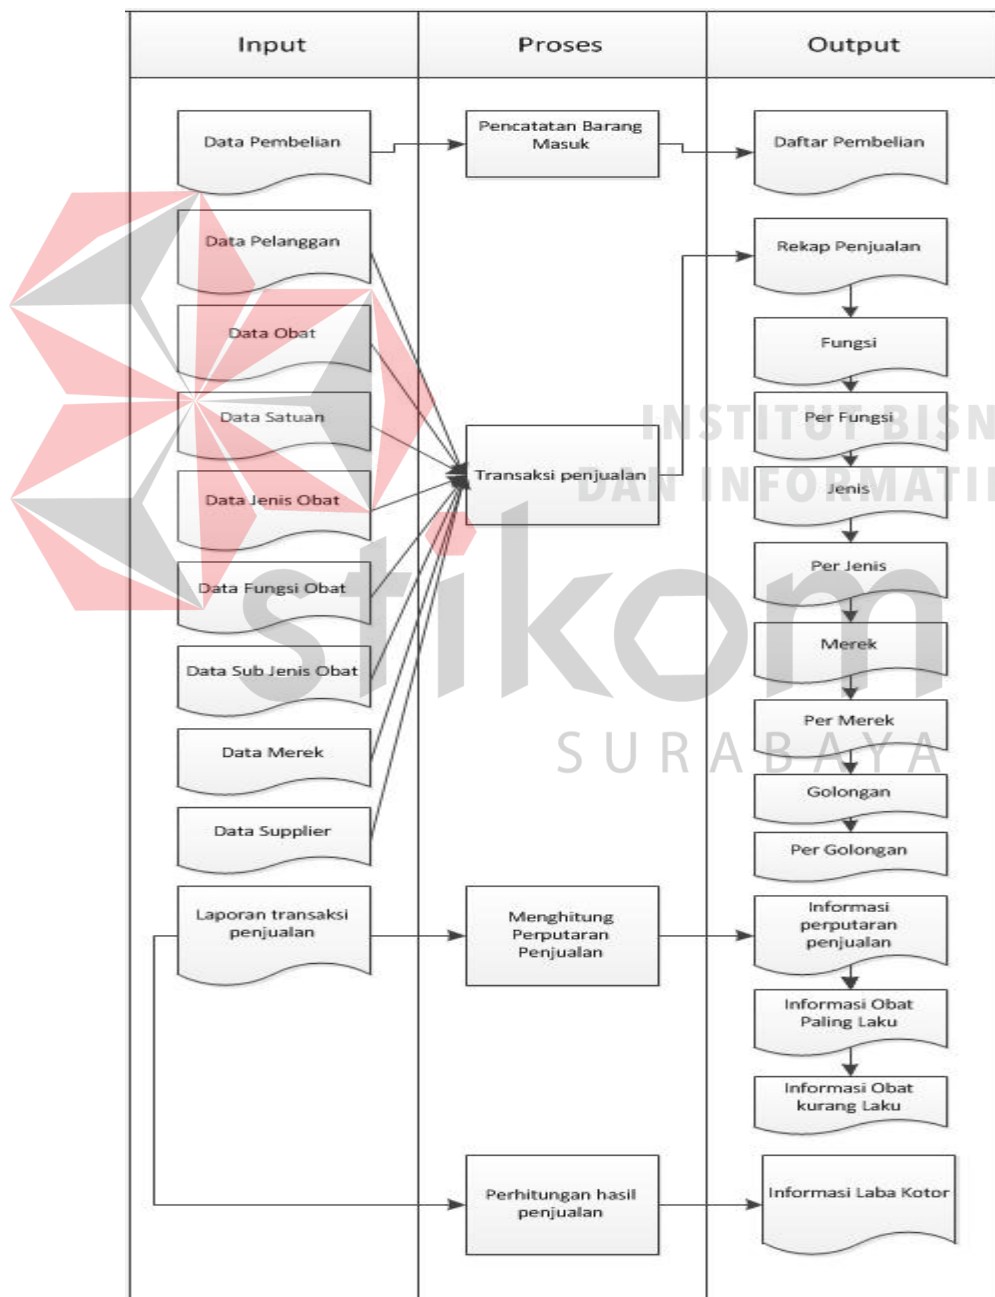 Input
Proses
Output
Data Pembelian
Pencatatan Barang
Masuk
Daftar Pembelian
Data Pelanggan
Rekap Penjualan
Data Obat
Fungsi
Data Satuan
Per Fungsi
INSTITUT BISN
DAN INFORMATI
Transaksi penjualan
Data Jenis Obat
Jenis
Data Fungsi Obat
Per Jenis
stikom
SURABAYA
Data Sub Jenis Obat
Merek
Data Merek
Per Merek
Golongan
Data Supplier
Per Golongan
Laporan transaksi
penjualan
Menghitung
Perputaran
Penjualan
Informasi
perputaran
penjualan
Informasi Obat
Paling Laku
Informasi Obat
kurang Laku
Perhitungan hasil
penjualan
Informasi Laba Kotor